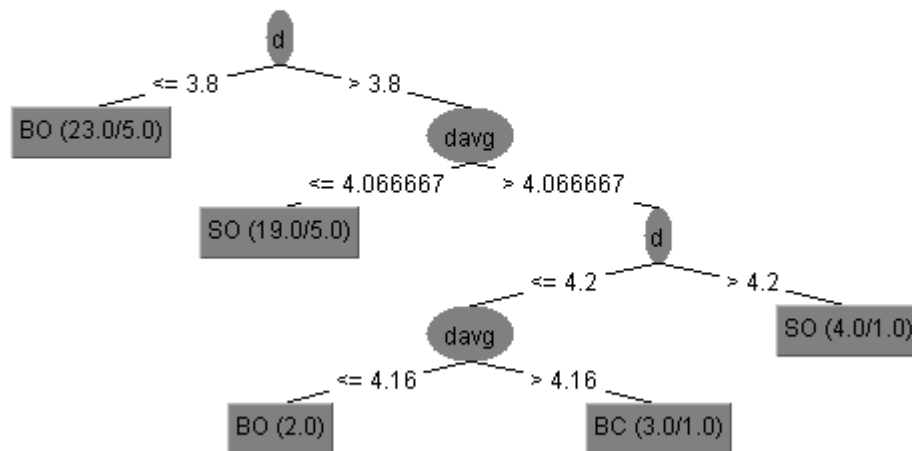 d
<= 3.8
> 3.8
BO (23.0/5.0)
davg
<= 4.066667
> 4.066667
SO (19.0/5.0)
d
<= 4.2
> 4.2
davg
SO (4.0/1.0)
<= 4.16
> 4.16
BO (2.0)
BC (3.0/1.0)